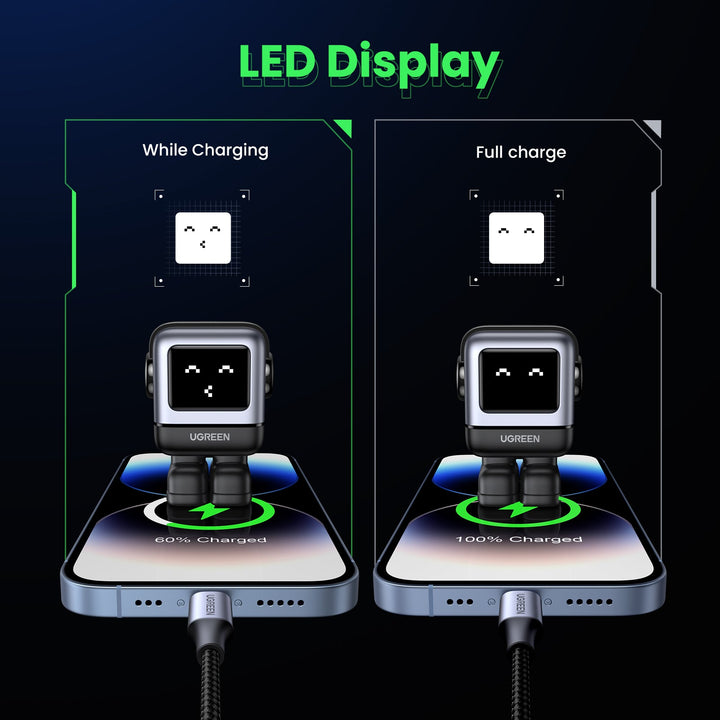 LED Display
While Charging
Full charge
UGREEN
UGREEN
60% Charged
100% Charged
UGREEN
UGREEN